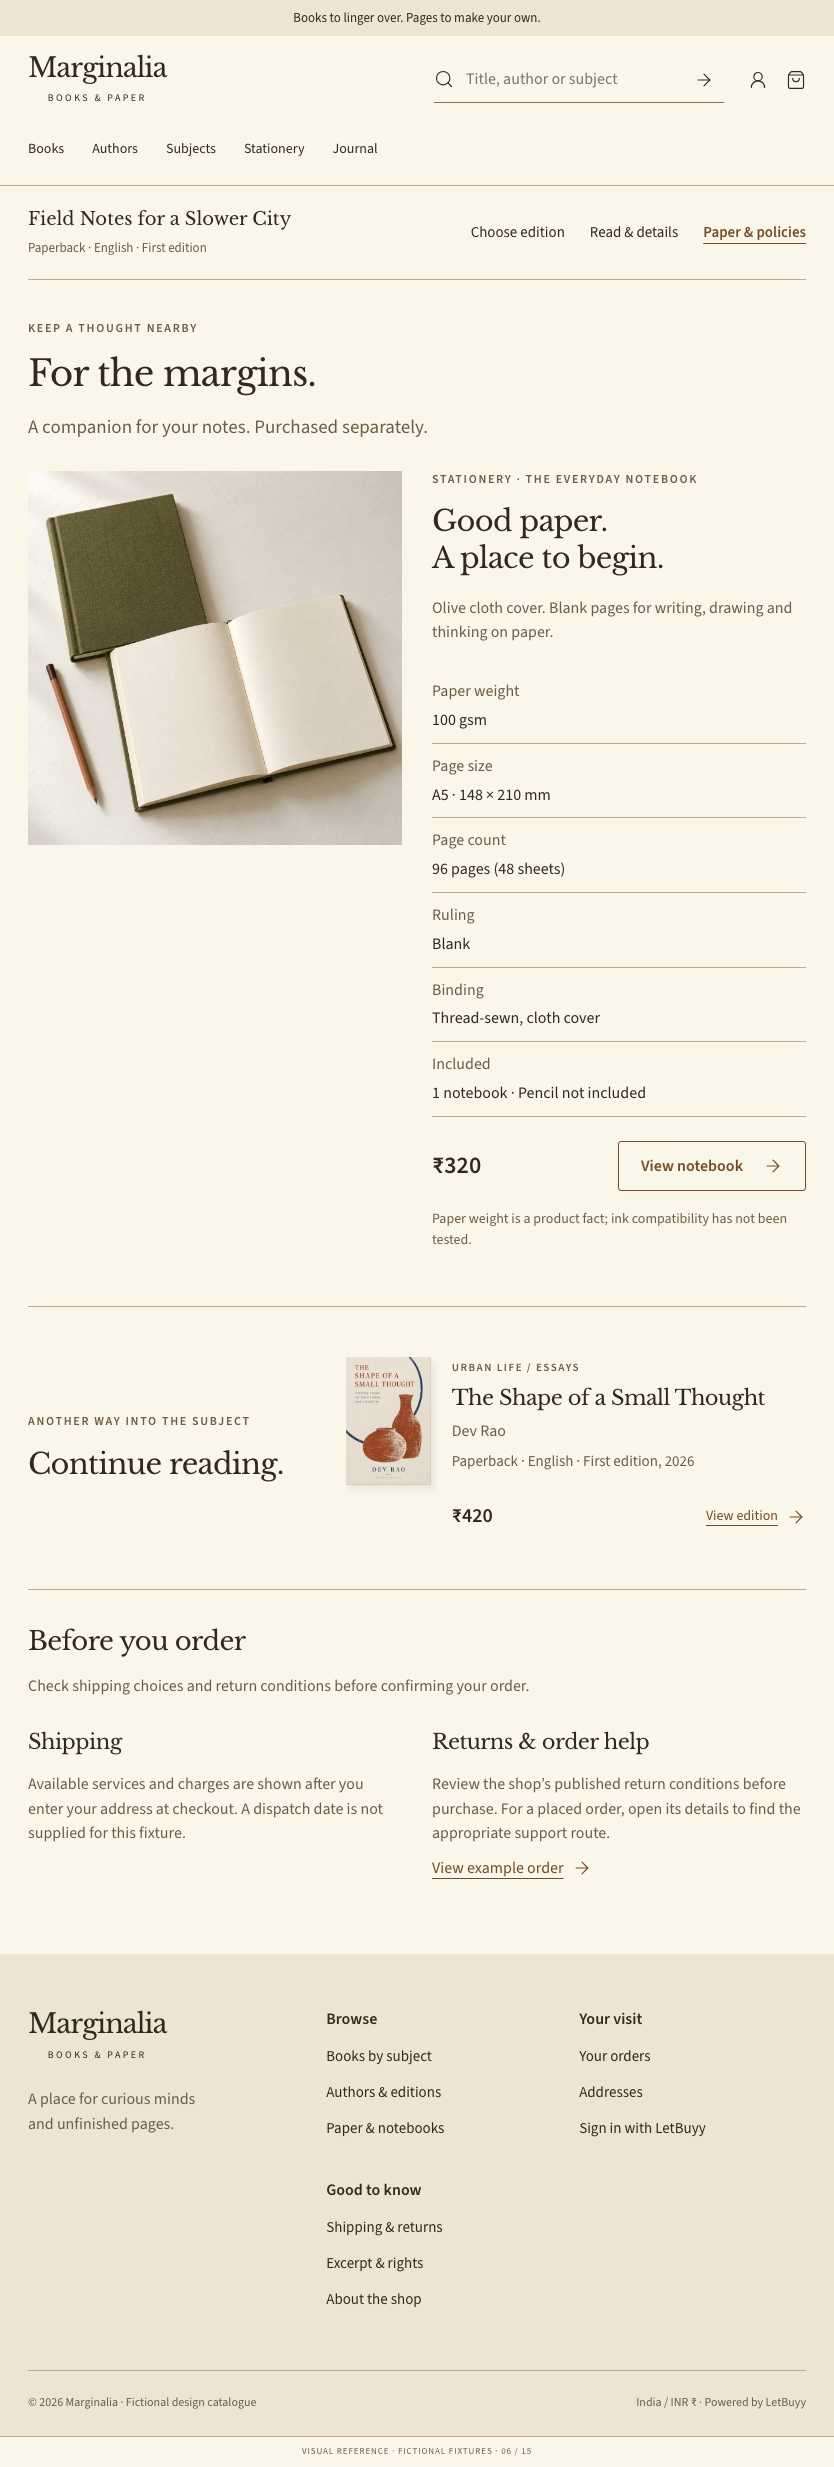 Books to linger over. Pages to make your own.
Marginalia
BOOKS & PAPER
Title, author or subject
Books
Authors
Subjects
Stationery
Journal
Field Notes for a Slower City
Paperback · English · First edition
Choose edition
Read & details
Paper & policies
KEEP A THOUGHT NEARBY
For the margins.
A companion for your notes. Purchased separately.
STATIONERY · THE EVERYDAY NOTEBOOK
Good paper.
A place to begin.
Olive cloth cover. Blank pages for writing, drawing and
thinking on paper.
Paper weight
100 gsm
Page size
A5 · 148 × 210 mm
Page count
96 pages (48 sheets)
Ruling
Blank
Binding
Thread-sewn, cloth cover
Included
1 notebook · Pencil not included
₹320
View notebook
Paper weight is a product fact; ink compatibility has not been
tested.
ANOTHER WAY INTO THE SUBJECT
Continue reading.
THE
SHAPE OF A
SMALL THOUGHT
DEV RAO
URBAN LIFE / ESSAYS
The Shape of a Small Thought
Dev Rao
Paperback · English · First edition, 2026
₹420
View edition
Before you order
Check shipping choices and return conditions before confirming your order.
Shipping
Available services and charges are shown after you
enter your address at checkout. A dispatch date is not
supplied for this fixture.
Returns & order help
Review the shop’s published return conditions before
purchase. For a placed order, open its details to find the
appropriate support route.
View example order
Marginalia
BOOKS & PAPER
A place for curious minds
and unfinished pages.
Browse
Books by subject
Authors & editions
Paper & notebooks
Your visit
Your orders
Addresses
Sign in with LetBuyy
Good to know
Shipping & returns
Excerpt & rights
About the shop
© 2026 Marginalia · Fictional design catalogue
India / INR ₹ · Powered by LetBuyy
VISUAL REFERENCE · FICTIONAL FIXTURES · 06 / 15